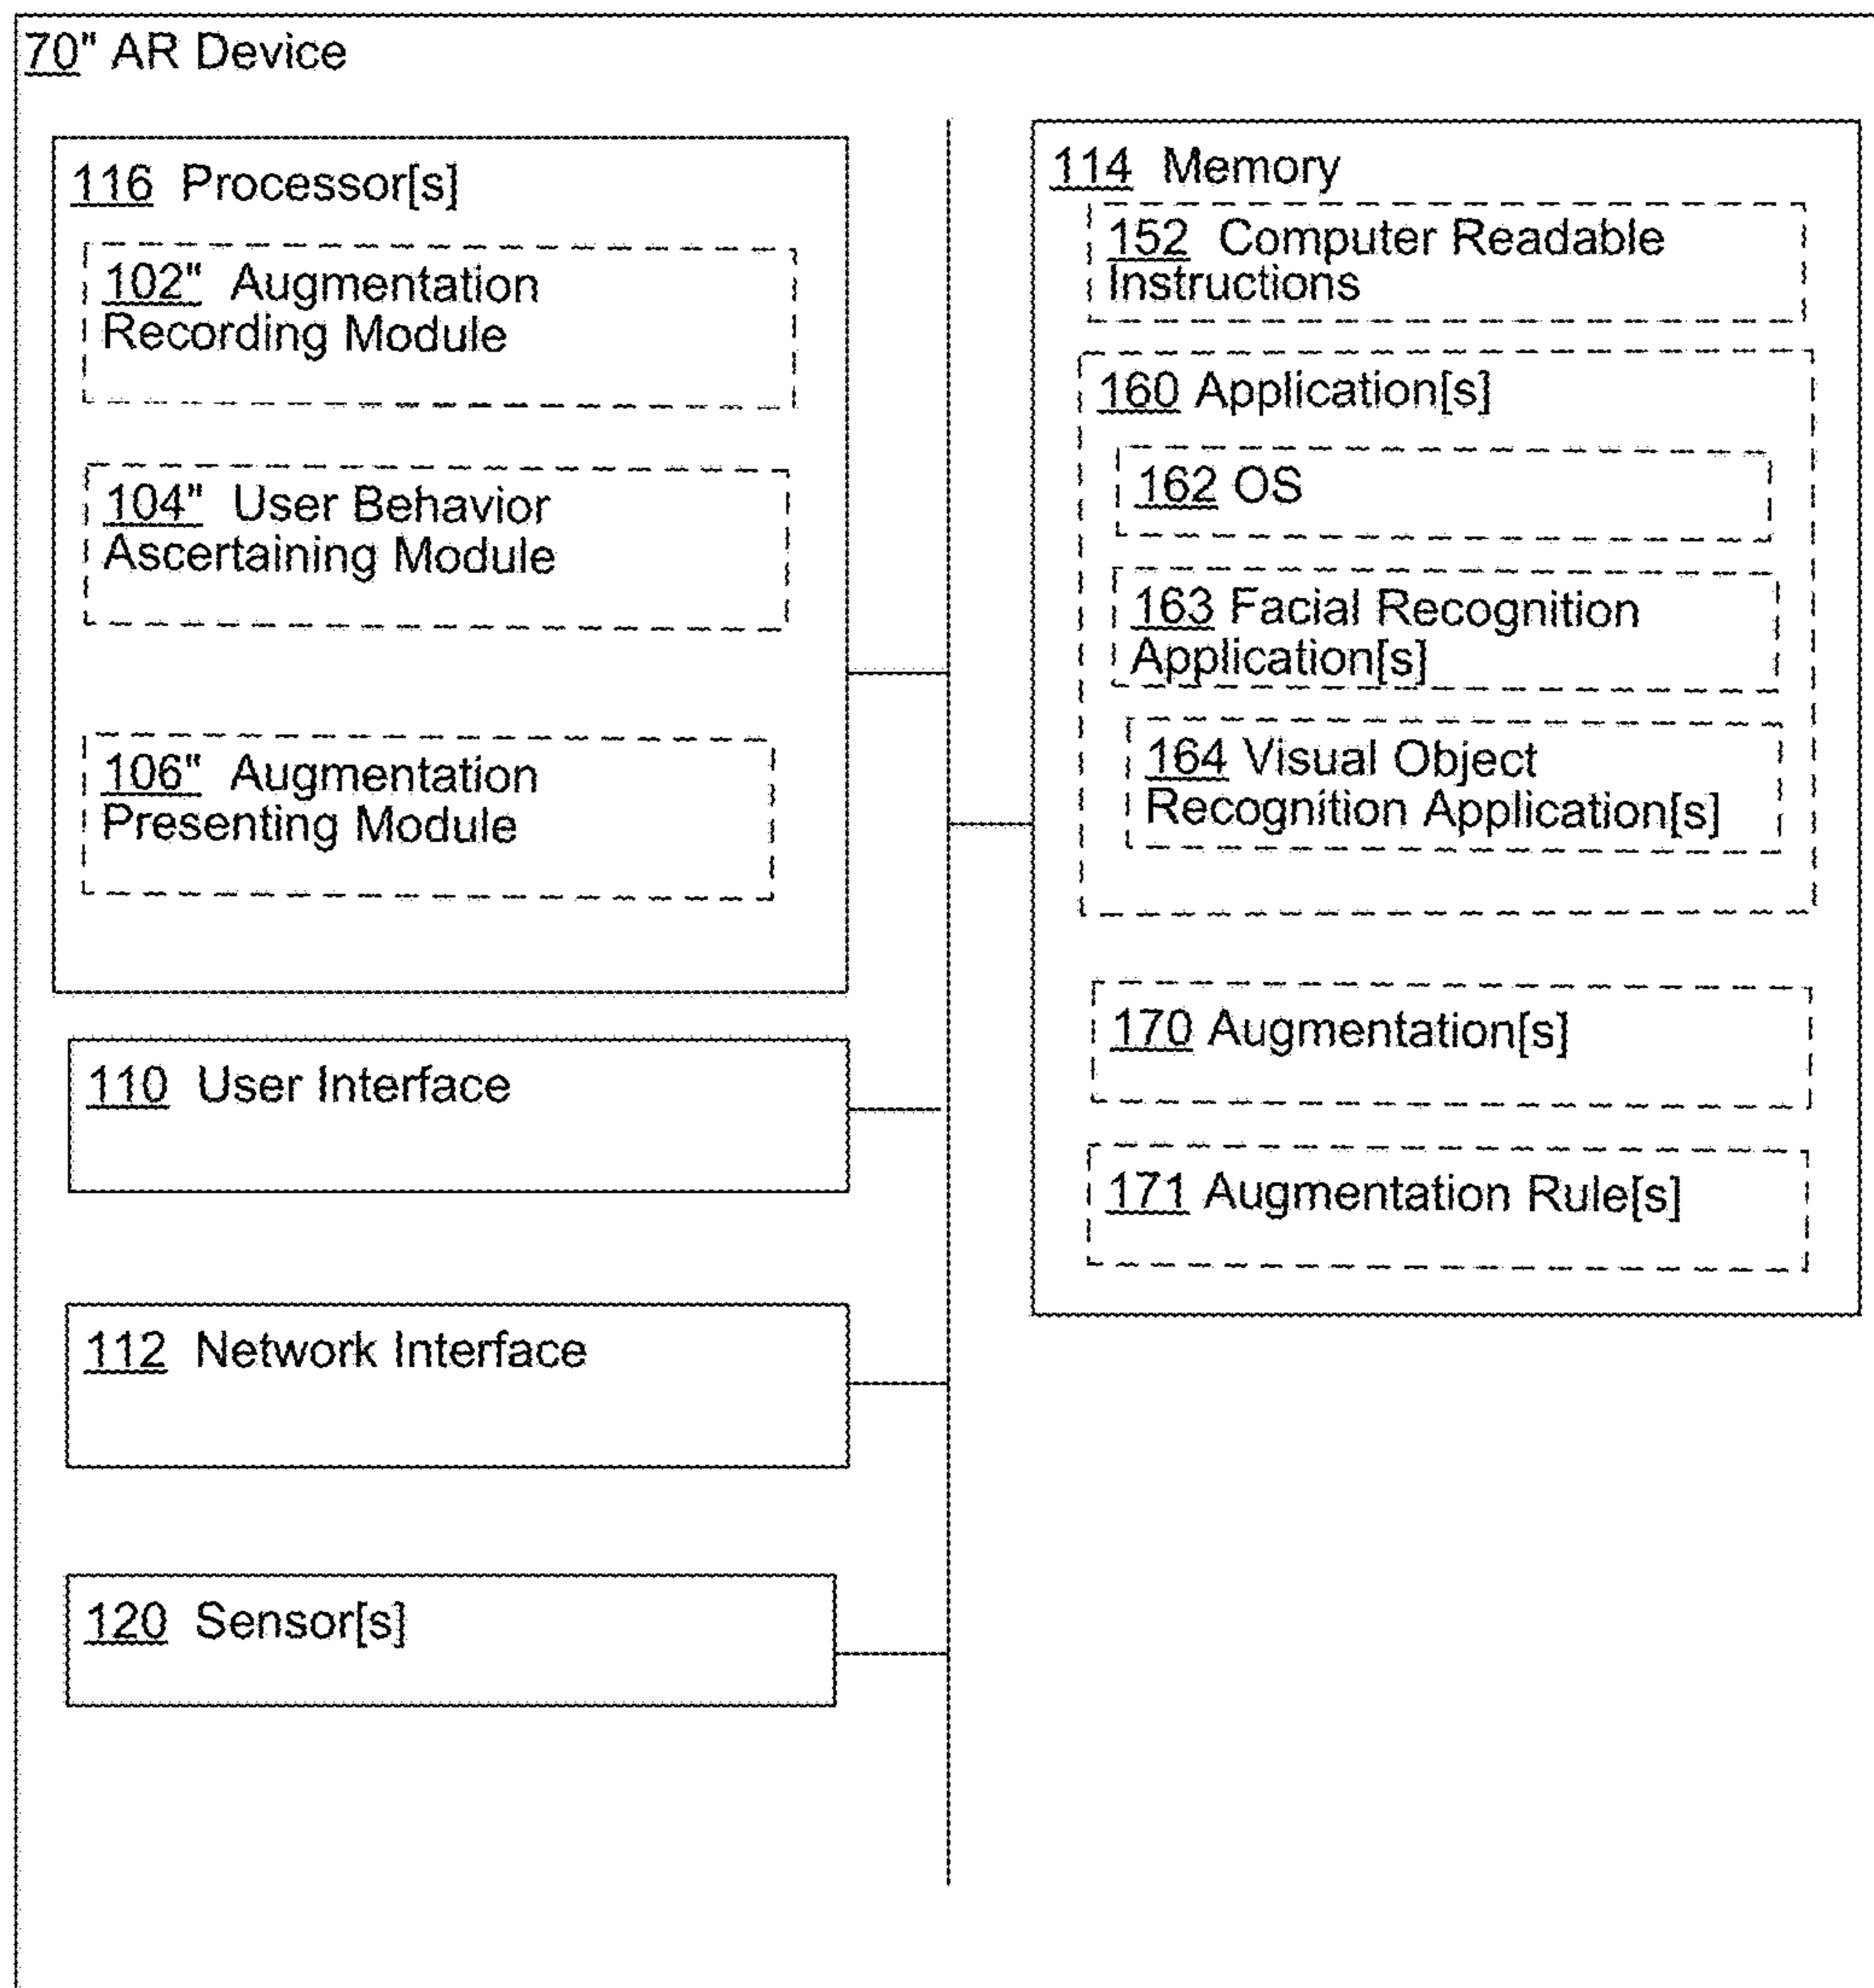 70" AR Device
116 Processor[s]
102" Augmentation
Recording Module
104" User Behavior
Ascertaining Module
106" Augmentation
Presenting Module
110 User Interface
112 Network Interface
120 Sensor[s]
114 Memory
152 Computer Readable
Instructions
160 Application[s]
162 OS
163 Facial Recognition
Application[s]
164 Visual Object
Recognition Application[s]
170 Augmentation[s]
171 Augmentation Rule[s]